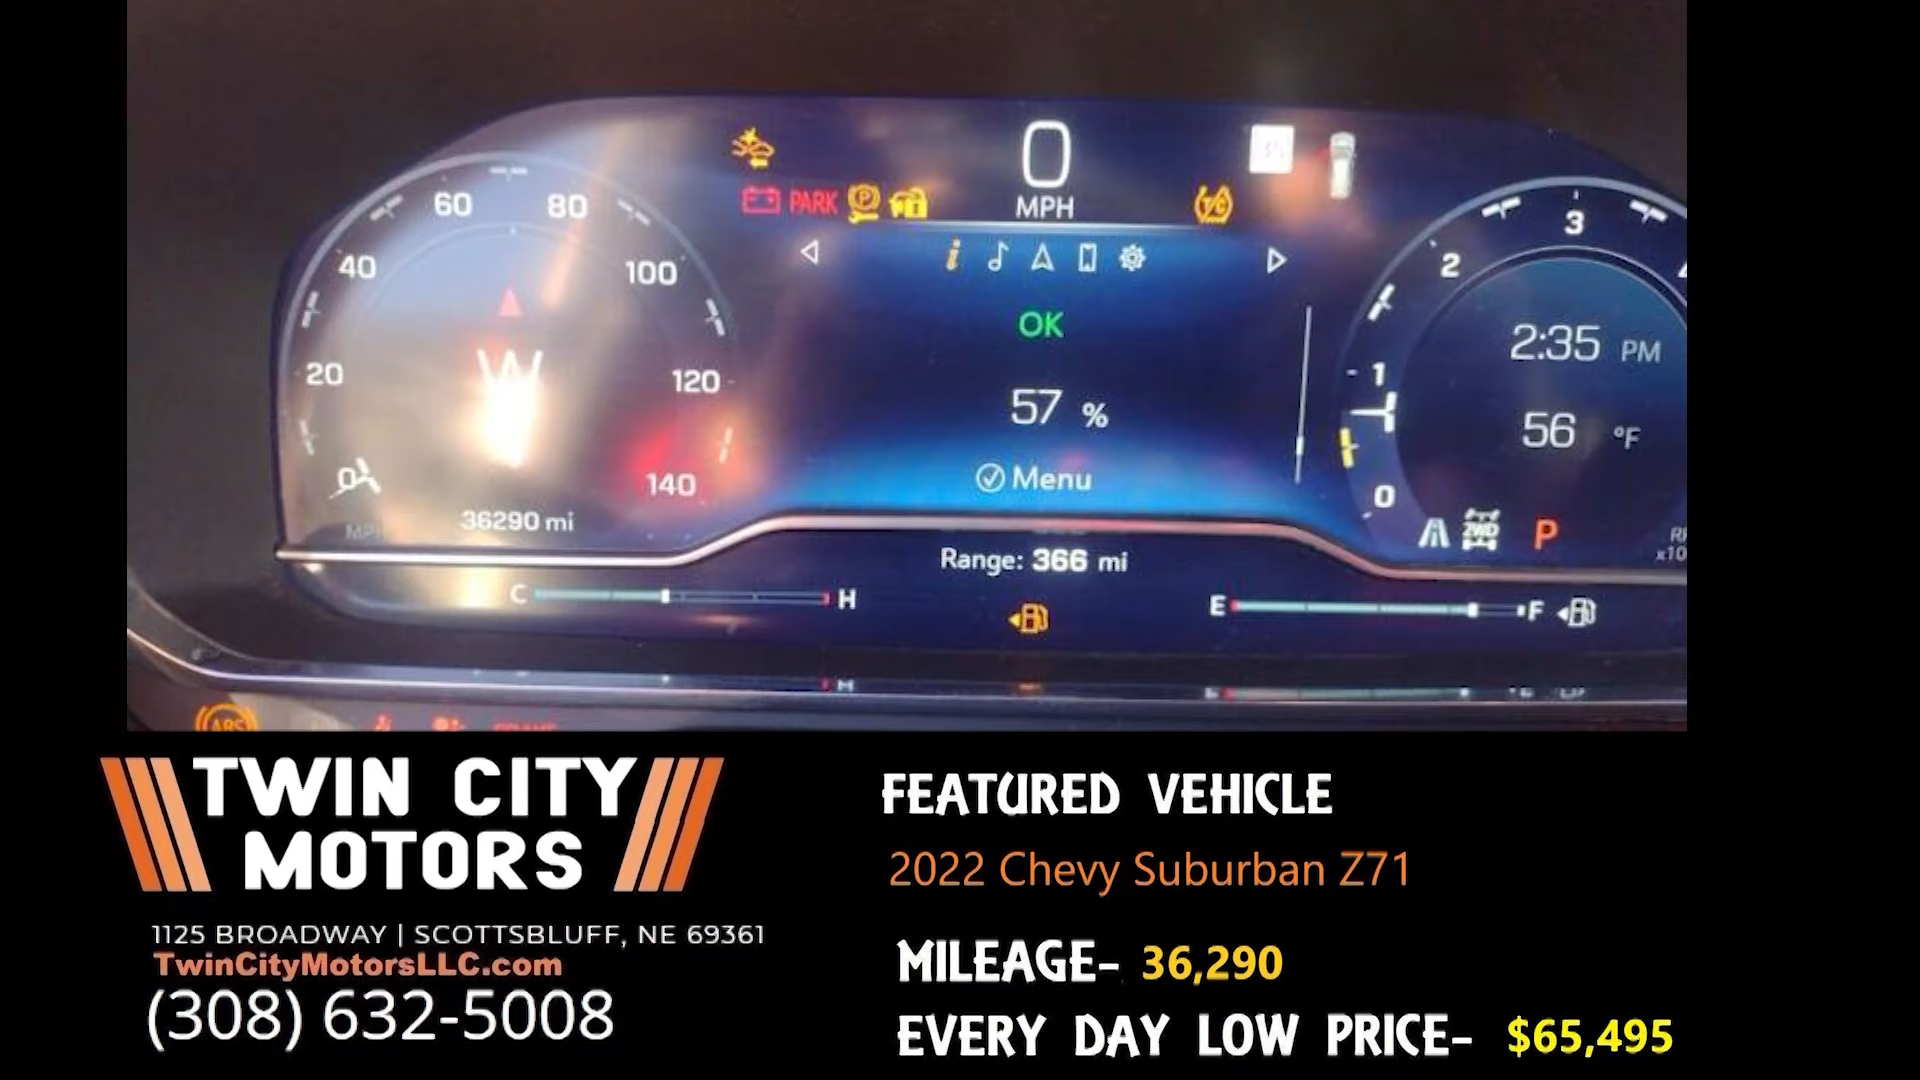 0
MPH
PARK
60
80
40
100
20
120
0
140
36290 mi
W
OK
57 %
Menu
Range: 366 mi
C
H
E
F
3
2
1
0
2:35 PM
56 °F
2WD
P
ABS
TWIN CITY
MOTORS
1125 BROADWAY | SCOTTSBLUFF, NE 69361
TwinCityMotorsLLC.com
(308) 632-5008
FEATURED VEHICLE
2022 Chevy Suburban Z71
MILEAGE- 36,290
EVERY DAY LOW PRICE- $65,495